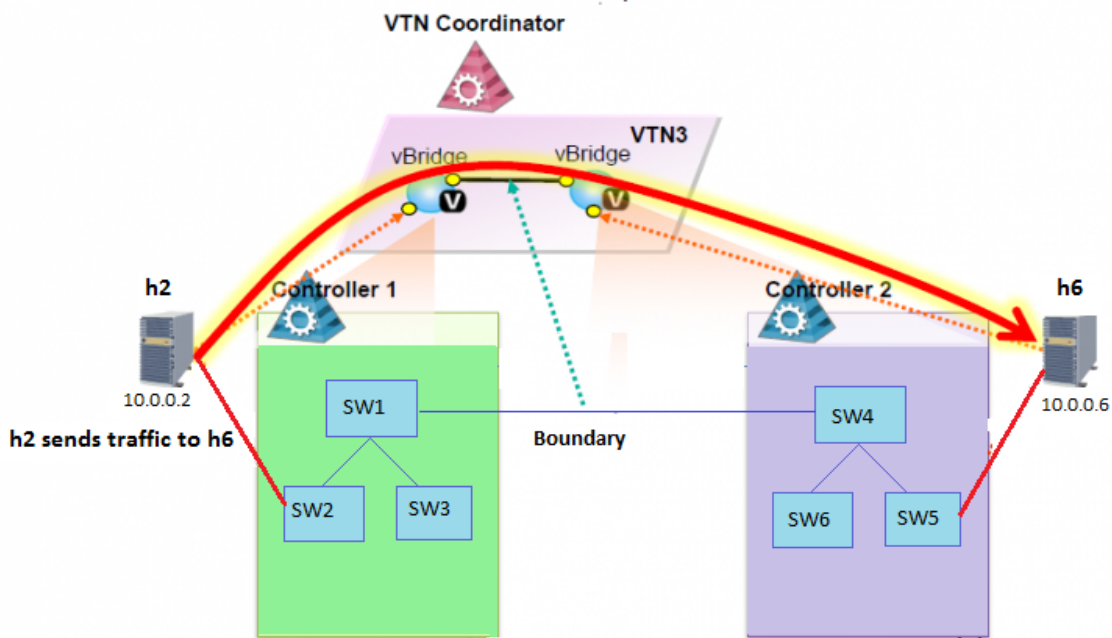 VTN Coordinator
VTN3
vBridge
vBridge
V
V
h2
Controller 1
Controller 2
h6
10.0.0.2
10.0.0.6
SW1
SW4
h2 sends traffic to h6
Boundary
SW2
SW3
SW6
SW5